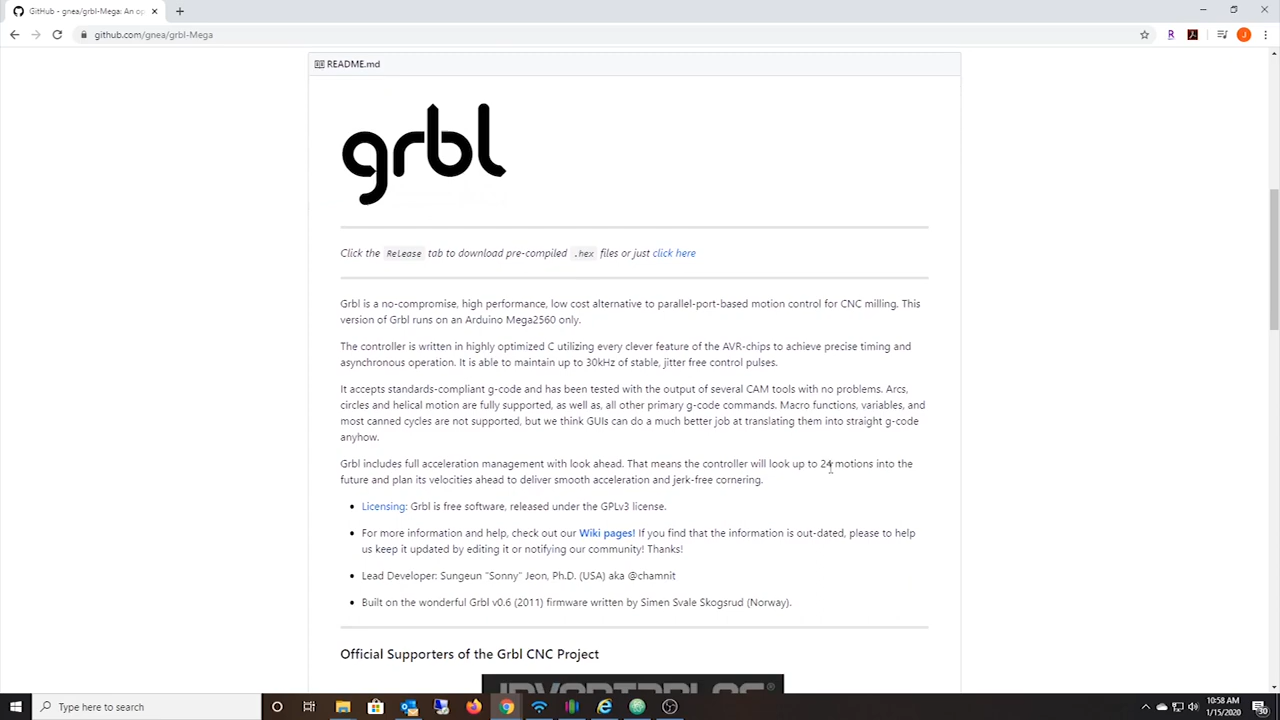 GitHub - gnea/grbl-Mega: An op
github.com/gnea/grbl-Mega
R
J
README.md
grbl
Click the Release tab to download pre-compiled .hex files or just click here
Grbl is a no-compromise, high performance, low cost alternative to parallel-port-based motion control for CNC milling. This
version of Grbl runs on an Arduino Mega2560 only.
The controller is written in highly optimized C utilizing every clever feature of the AVR-chips to achieve precise timing and
asynchronous operation. It is able to maintain up to 30kHz of stable, jitter free control pulses.
It accepts standards-compliant g-code and has been tested with the output of several CAM tools with no problems. Arcs,
circles and helical motion are fully supported, as well as, all other primary g-code commands. Macro functions, variables, and
most canned cycles are not supported, but we think GUIs can do a much better job at translating them into straight g-code
anyhow.
Grbl includes full acceleration management with look ahead. That means the controller will look up to 24 motions into the
future and plan its velocities ahead to deliver smooth acceleration and jerk-free cornering.
Licensing: Grbl is free software, released under the GPLv3 license.
For more information and help, check out our Wiki pages! If you find that the information is out-dated, please to help
us keep it updated by editing it or notifying our community! Thanks!
Lead Developer: Sungeun "Sonny" Jeon, Ph.D. (USA) aka @chamnit
Built on the wonderful Grbl v0.6 (2011) firmware written by Simen Svale Skogsrud (Norway).
Official Supporters of the Grbl CNC Project
Type here to search
10:58 AM
1/15/2020
30